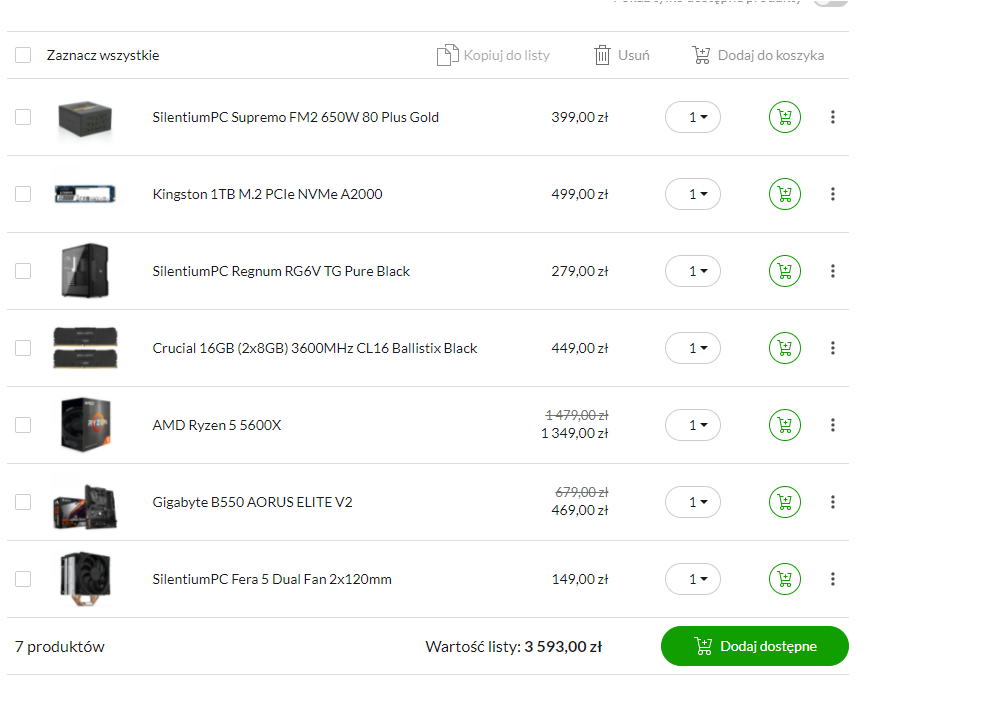 Pokaż tylko dostępne produkty
Zaznacz wszystkie
Kopiuj do listy
Usuń
Dodaj do koszyka
SilentiumPC Supremo FM2 650W 80 Plus Gold
399,00 zł
1
Kingston 1TB M.2 PCIe NVMe A2000
499,00 zł
1
SilentiumPC Regnum RG6V TG Pure Black
279,00 zł
1
Crucial 16GB (2x8GB) 3600MHz CL16 Ballistix Black
449,00 zł
1
RYZEN
1 479,00 zł
AMD Ryzen 5 5600X
1 349,00 zł
1
679,00 zł
Gigabyte B550 AORUS ELITE V2
469,00 zł
1
SilentiumPC Fera 5 Dual Fan 2x120mm
149,00 zł
1
7 produktów
Wartość listy: 3 593,00 zł
Dodaj dostępne